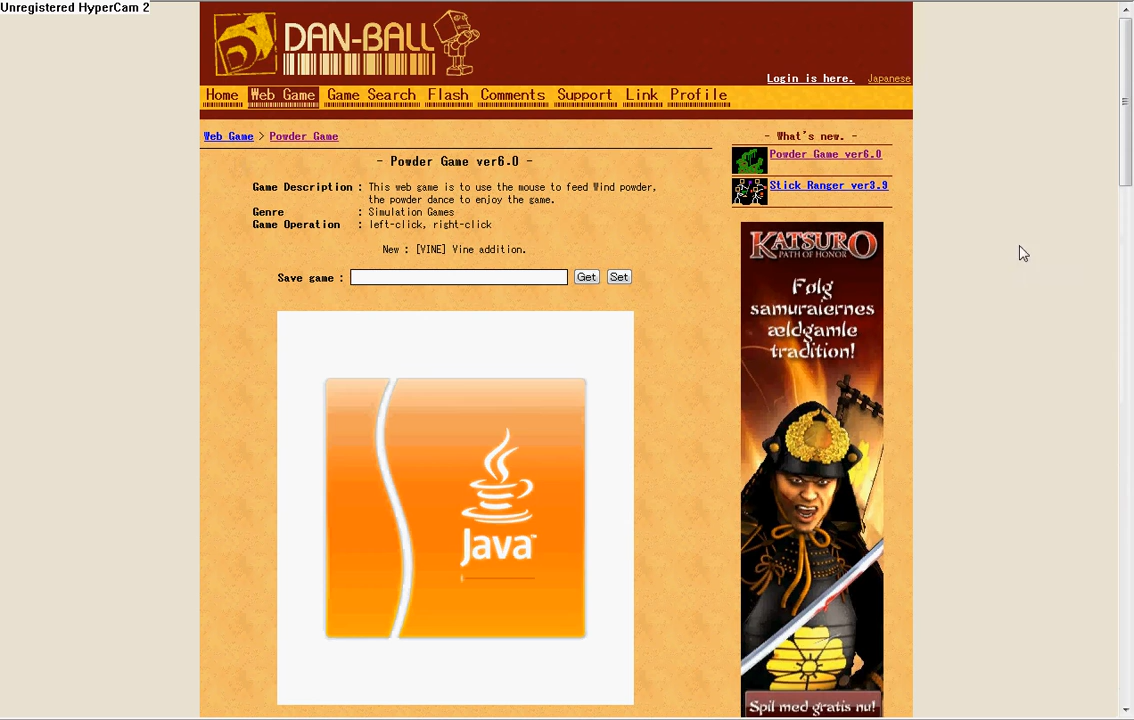 Unregistered HyperCam 2
DAN-BALL
Login is here. Japanese
Home Web Game Game Search Flash Comments Support Link Profile
Web Game > Powder Game
- Powder Game ver6.0 -
Game Description : This web game is to use the mouse to feed Wind powder,
the powder dance to enjoy the game.
Genre : Simulation Games
Game Operation : left-click, right-click
New : [VINE] Vine addition.
Save game : Get Set
Java™
- What's new. -
Powder Game ver6.0
Stick Ranger ver3.9
KATSURO
PATH OF HONOR
Følg
samuraiernes
ældgamle
tradition!
Spil med gratis nu!